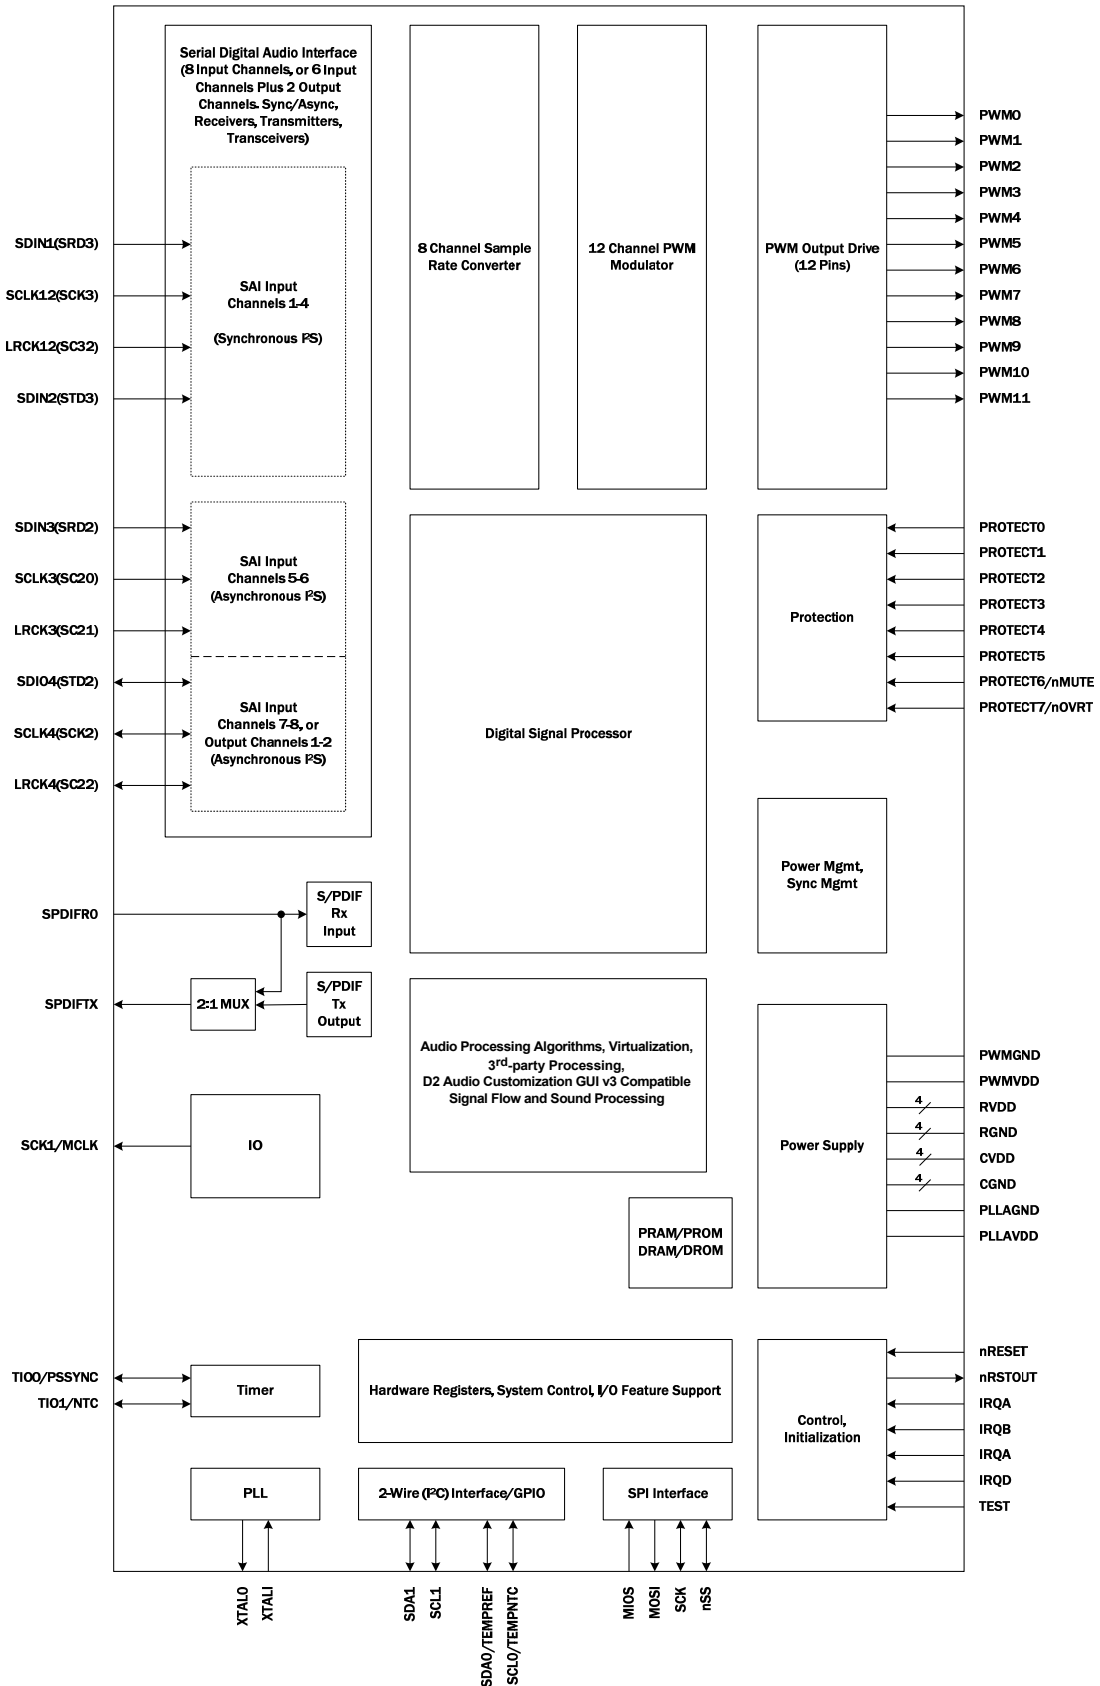 Serial Digital Audio Interface
(8 Input Channels, or 6 Input
Channels Plus 2 Output
Channels. Sync/Async,
Receivers, Transmitters,
Transceivers)
SDIN1(SRD3)
SCLK12(SCK3)
LRCK12(SC32)
SDIN2(STD3)
SAI Input
Channels 1-4
(Synchronous I²S)
SDIN3(SRD2)
SCLK3(SC20)
LRCK3(SC21)
SAI Input
Channels 5-6
(Asynchronous I²S)
SDIO4(STD2)
SCLK4(SCK2)
LRCK4(SC22)
SAI Input
Channels 7-8, or
Output Channels 1-2
(Asynchronous I²S)
8 Channel Sample
Rate Converter
12 Channel PWM
Modulator
PWM Output Drive
(12 Pins)
PWM0
PWM1
PWM2
PWM3
PWM4
PWM5
PWM6
PWM7
PWM8
PWM9
PWM10
PWM11
Digital Signal Processor
Protection
PROTECT0
PROTECT1
PROTECT2
PROTECT3
PROTECT4
PROTECT5
PROTECT6/nMUTE
PROTECT7/nOVRT
Power Mgmt,
Sync Mgmt
SPDIFR0
S/PDIF
Rx
Input
SPDIFTX
2:1 MUX
S/PDIF
Tx
Output
Audio Processing Algorithms, Virtualization,
3rd-party Processing,
D2 Audio Customization GUI v3 Compatible
Signal Flow and Sound Processing
SCK1/MCLK
IO
Power Supply
PWMGND
PWMVDD
4
RVDD
4
RGND
4
CVDD
4
CGND
PLLAGND
PLLAVDD
PRAM/PROM
DRAM/DROM
TIO0/PSSYNC
TIO1/NTC
Timer
Hardware Registers, System Control, I/O Feature Support
Control,
Initialization
nRESET
nRSTOUT
IRQA
IRQB
IRQA
IRQD
TEST
PLL
2-Wire (I²C) Interface/GPIO
SPI Interface
XTALO
XTALI
SDA1
SCL1
SDA0/TEMPREF
SCL0/TEMPNTC
MIOS
MOSI
SCK
nSS